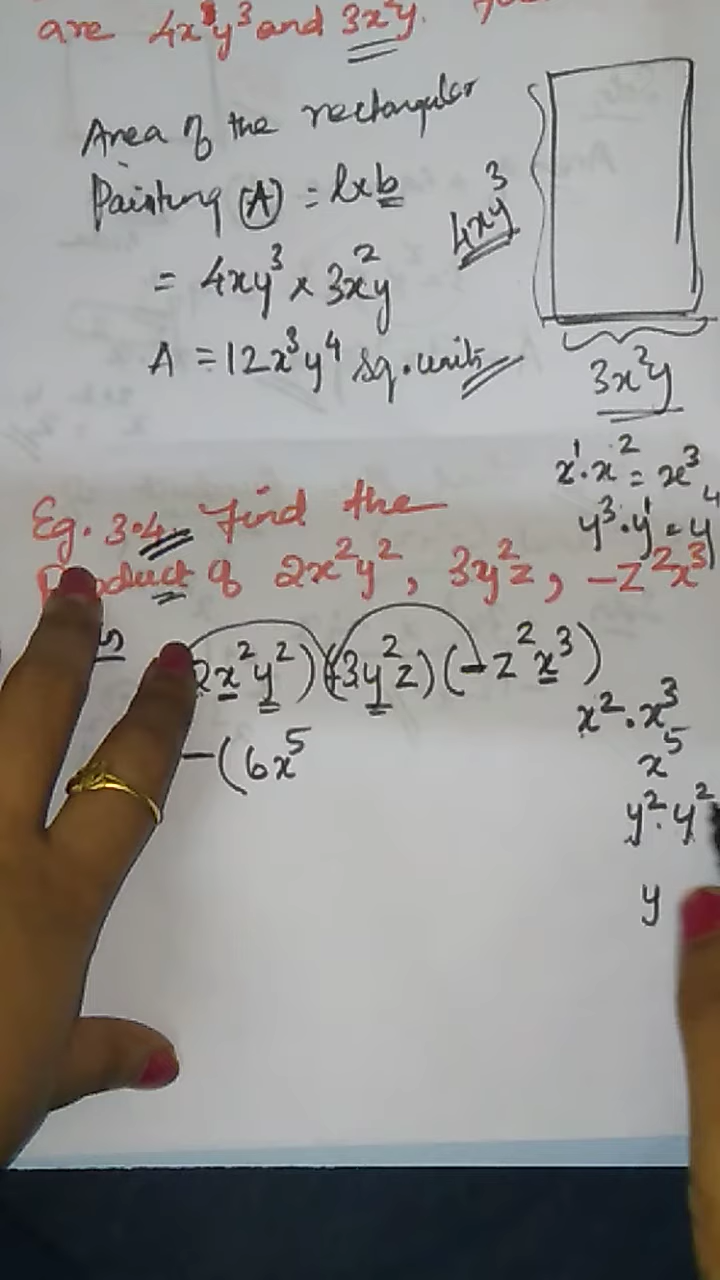 are 4x y³ and 3x²y.
Area of the rectangular
Painting (A) = l×b
= 4xy³ × 3x²y
A = 12x³y⁴ sq.units
4xy³
3x²y
x¹·x² = x³
y³·y¹ = y⁴
Eg. 3.4 Find the
Product of 2x²y², 3y²z, -z²x³
2x²y²) (+3y²z) (-z²x³)
-(6x⁵
x²·x³
x⁵
y²·y²
y